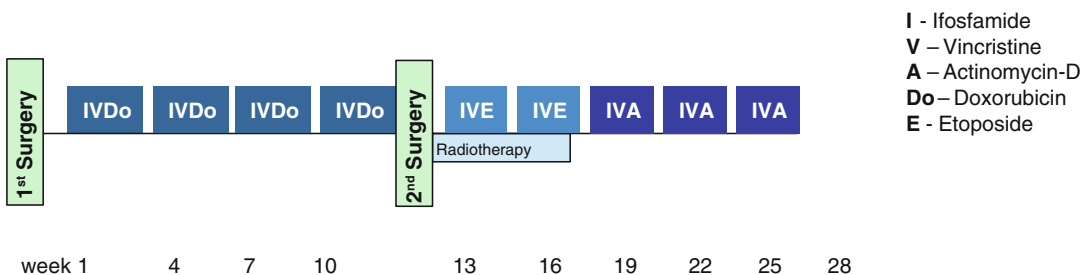 1st Surgery
IVDo
IVDo
IVDo
IVDo
2nd Surgery
IVE
IVE
IVA
IVA
IVA
Radiotherapy
week 1 4 7 10 13 16 19 22 25 28
I - Ifosfamide
V – Vincristine
A – Actinomycin-D
Do – Doxorubicin
E - Etoposide